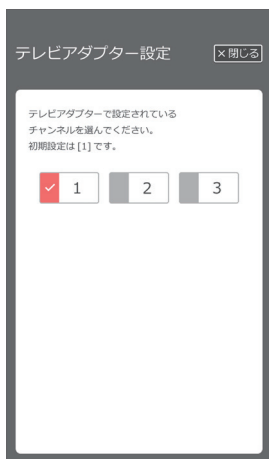 テレビアダプター設定
×閉じる
テレビアダプターで設定されている
チャンネルを選んでください。
初期設定は [1] です。
1
2
3